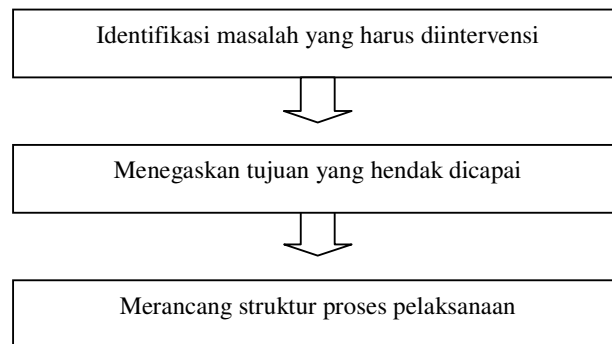 Identifikasi masalah yang harus diintervensi
Menegaskan tujuan yang hendak dicapai
Merancang struktur proses pelaksanaan